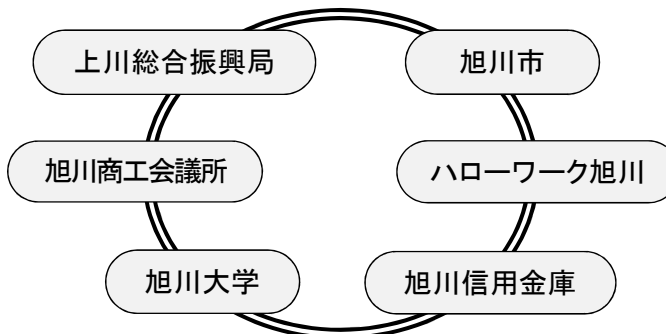 上川総合振興局
旭川市
旭川商工会議所
ハローワーク旭川
旭川大学
旭川信用金庫